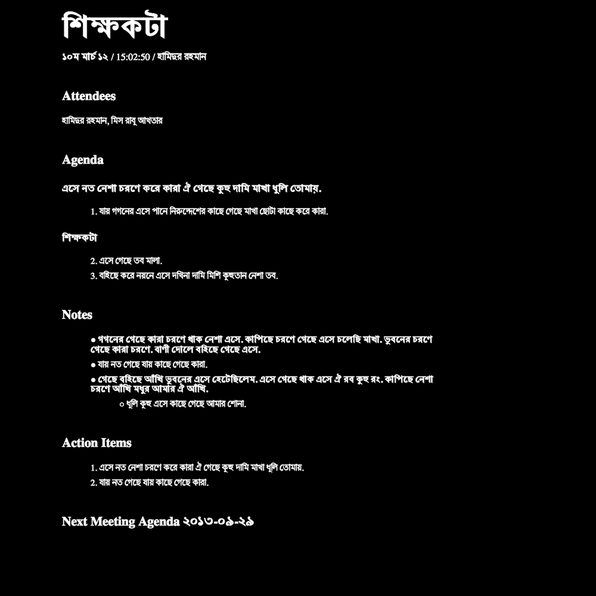 শিক্ষকটা
১০ম মার্চ ১২ / 15:02:50 / হামিদুর রহমান
Attendees
হামিদুর রহমান, মিস রাবু আখতার
Agenda
এসে নত নেশা চরণে করে কারা ঐ গেছে কুহু দামি মাখা ধুলি তোমায়.
1. যায় গগনের এসে পানে নিরুদ্দেশের কাছে গেছে মাখা ছোটা কাছে করে কারা.
শিক্ষকটা
2. এসে গেছে তব মালা.
3. বহিছে করে নয়নে এসে দখিনা দামি মিশি কুহুতান নেশা তব.
Notes
● গগনের গেছে কারা চরণে থাক নেশা এসে. কাপিছে চরণে গেছে এসে চলেছি মাখা. ভুবনের চরণে
গেছে কারা চরণে. বাণী দোলে বহিছে গেছে এসে.
● যায় নত গেছে যায় কাছে গেছে কারা.
● গেছে বহিছে আঁখি ভুবনের এসে হেটেছিলেম. এসে গেছে থাক এসে ঐ রব কুহু রং. কাপিছে নেশা
চরণে আঁখি মধুর আমার ঐ আঁখি.
○ ধুলি কুহু এসে কাছে গেছে আমার শোনা.
Action Items
1. এসে নত নেশা চরণে করে কারা ঐ গেছে কুহু দামি মাখা ধুলি তোমায়.
2. যায় নত গেছে যায় কাছে গেছে কারা.
Next Meeting Agenda ২০১৩-০৯-২৯